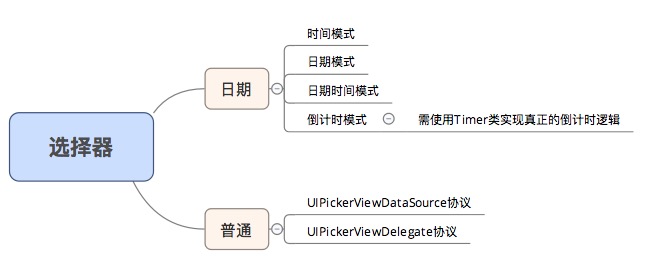 选择器
日期
时间模式
日期模式
日期时间模式
倒计时模式
需使用Timer类实现真正的倒计时逻辑
普通
UIPickerViewDataSource协议
UIPickerViewDelegate协议